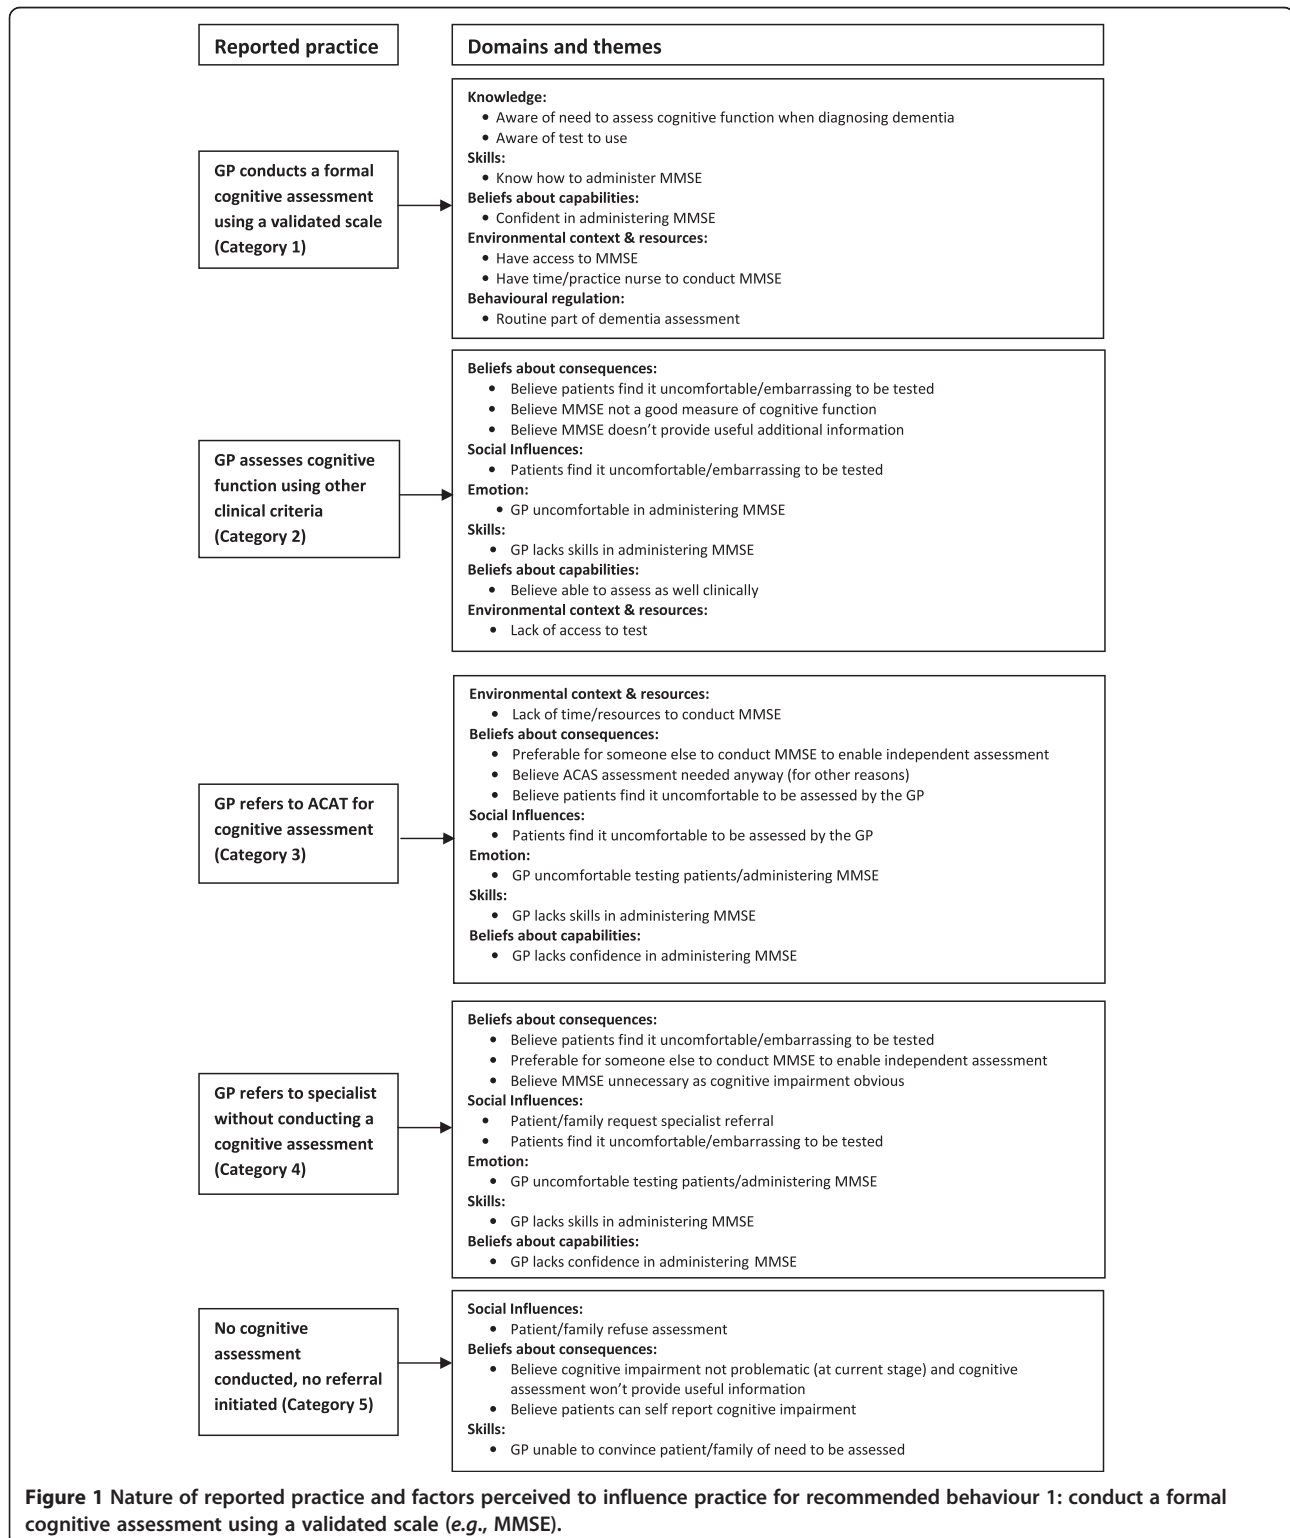 Reported practice
Domains and themes
GP conducts a formal
cognitive assessment
using a validated scale
(Category 1)
Knowledge:
• Aware of need to assess cognitive function when diagnosing dementia
• Aware of test to use
Skills:
• Know how to administer MMSE
Beliefs about capabilities:
• Confident in administering MMSE
Environmental context & resources:
• Have access to MMSE
• Have time/practice nurse to conduct MMSE
Behavioural regulation:
• Routine part of dementia assessment
GP assesses cognitive
function using other
clinical criteria
(Category 2)
Beliefs about consequences:
• Believe patients find it uncomfortable/embarrassing to be tested
• Believe MMSE not a good measure of cognitive function
• Believe MMSE doesn't provide useful additional information
Social Influences:
• Patients find it uncomfortable/embarrassing to be tested
Emotion:
• GP uncomfortable in administering MMSE
Skills:
• GP lacks skills in administering MMSE
Beliefs about capabilities:
• Believe able to assess as well clinically
Environmental context & resources:
• Lack of access to test
GP refers to ACAT for
cognitive assessment
(Category 3)
Environmental context & resources:
• Lack of time/resources to conduct MMSE
Beliefs about consequences:
• Preferable for someone else to conduct MMSE to enable independent assessment
• Believe ACAS assessment needed anyway (for other reasons)
• Believe patients find it uncomfortable to be assessed by the GP
Social Influences:
• Patients find it uncomfortable to be assessed by the GP
Emotion:
• GP uncomfortable testing patients/administering MMSE
Skills:
• GP lacks skills in administering MMSE
Beliefs about capabilities:
• GP lacks confidence in administering MMSE
GP refers to specialist
without conducting a
cognitive assessment
(Category 4)
Beliefs about consequences:
• Believe patients find it uncomfortable/embarrassing to be tested
• Preferable for someone else to conduct MMSE to enable independent assessment
• Believe MMSE unnecessary as cognitive impairment obvious
Social Influences:
• Patient/family request specialist referral
• Patients find it uncomfortable/embarrassing to be tested
Emotion:
• GP uncomfortable testing patients/administering MMSE
Skills:
• GP lacks skills in administering MMSE
Beliefs about capabilities:
• GP lacks confidence in administering MMSE
No cognitive
assessment
conducted, no referral
initiated (Category 5)
Social Influences:
• Patient/family refuse assessment
Beliefs about consequences:
• Believe cognitive impairment not problematic (at current stage) and cognitive
assessment won't provide useful information
• Believe patients can self report cognitive impairment
Skills:
• GP unable to convince patient/family of need to be assessed
Figure 1 Nature of reported practice and factors perceived to influence practice for recommended behaviour 1: conduct a formal
cognitive assessment using a validated scale (e.g., MMSE).